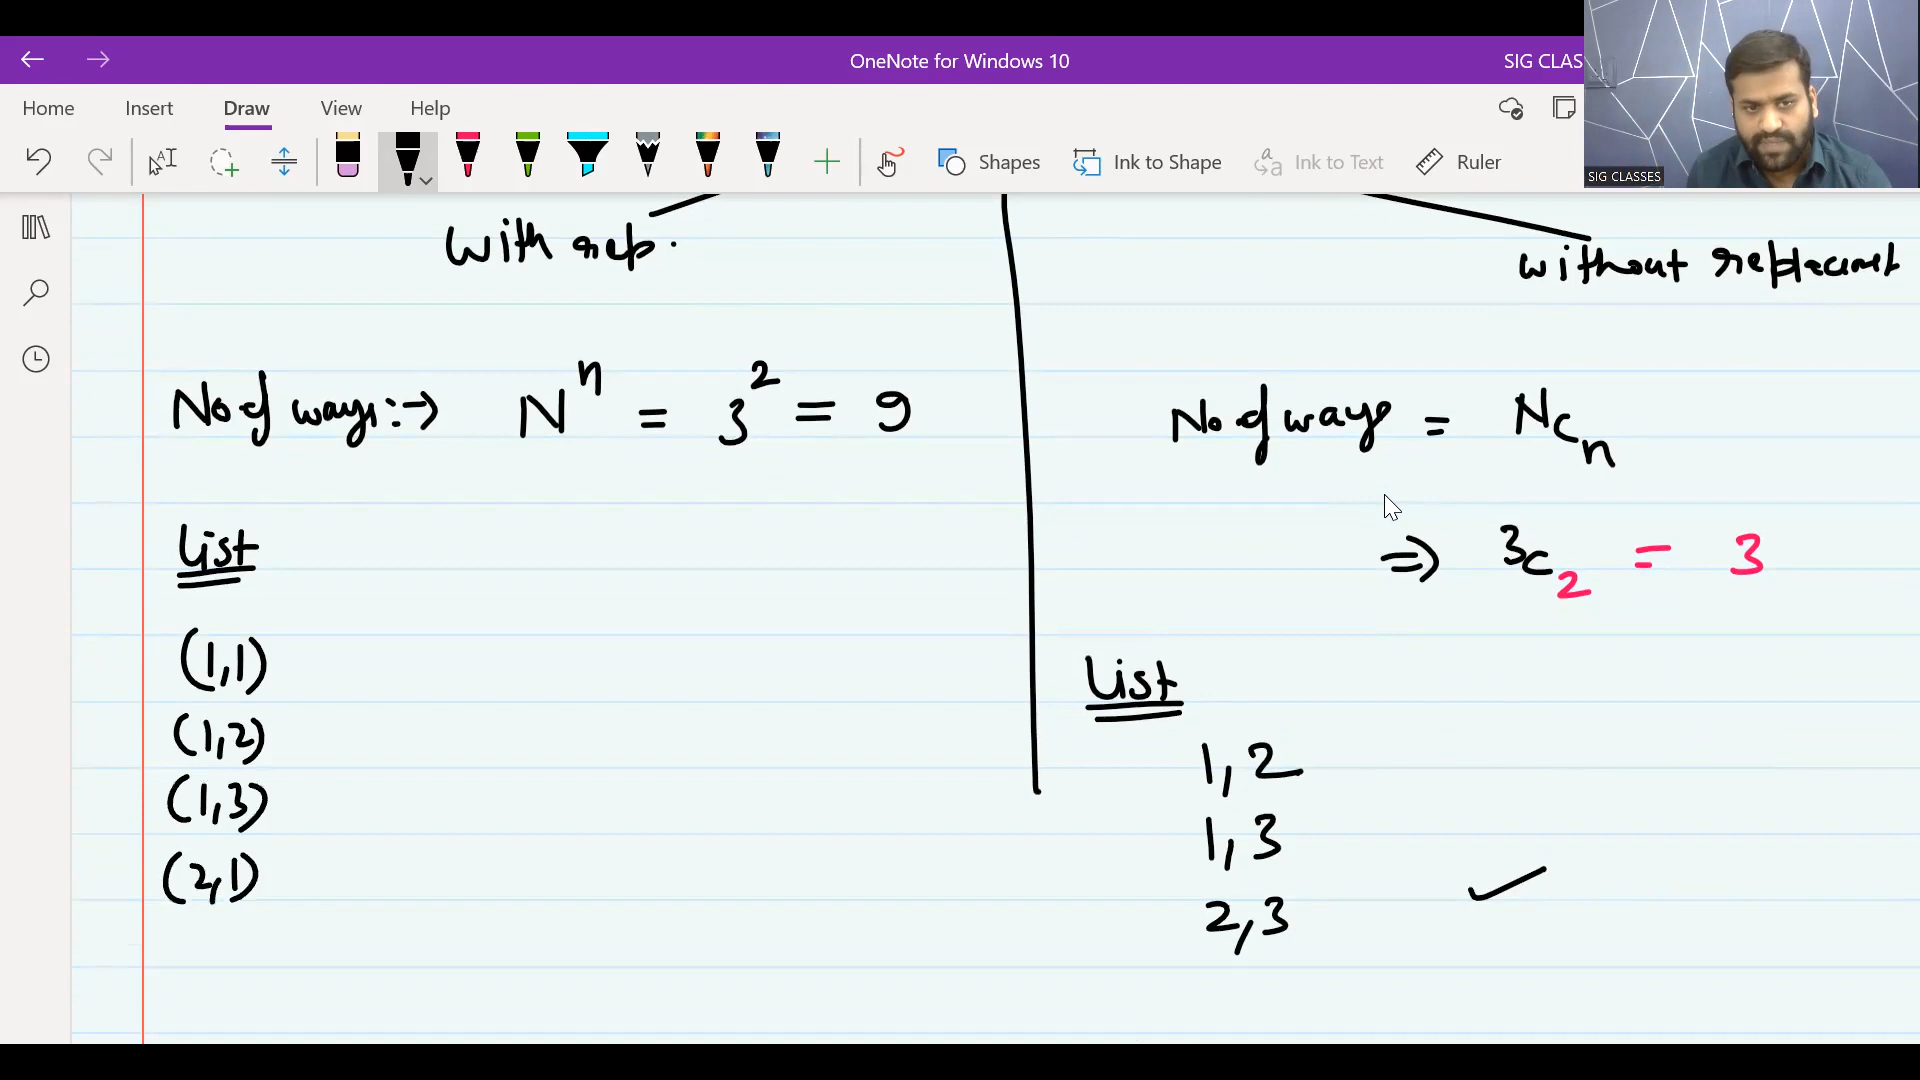 OneNote for Windows 10
SIG CLAS
Home Insert Draw View Help
Shapes Ink to Shape Ink to Text Ruler
SIG CLASSES
With rep.
No of ways :→ N^n = 3^2 = 9
List
(1,1)
(1,2)
(1,3)
(2,1)
without replacement
No of ways = NCn
⇒ 3C2 = 3
List
1,2
1,3
2,3